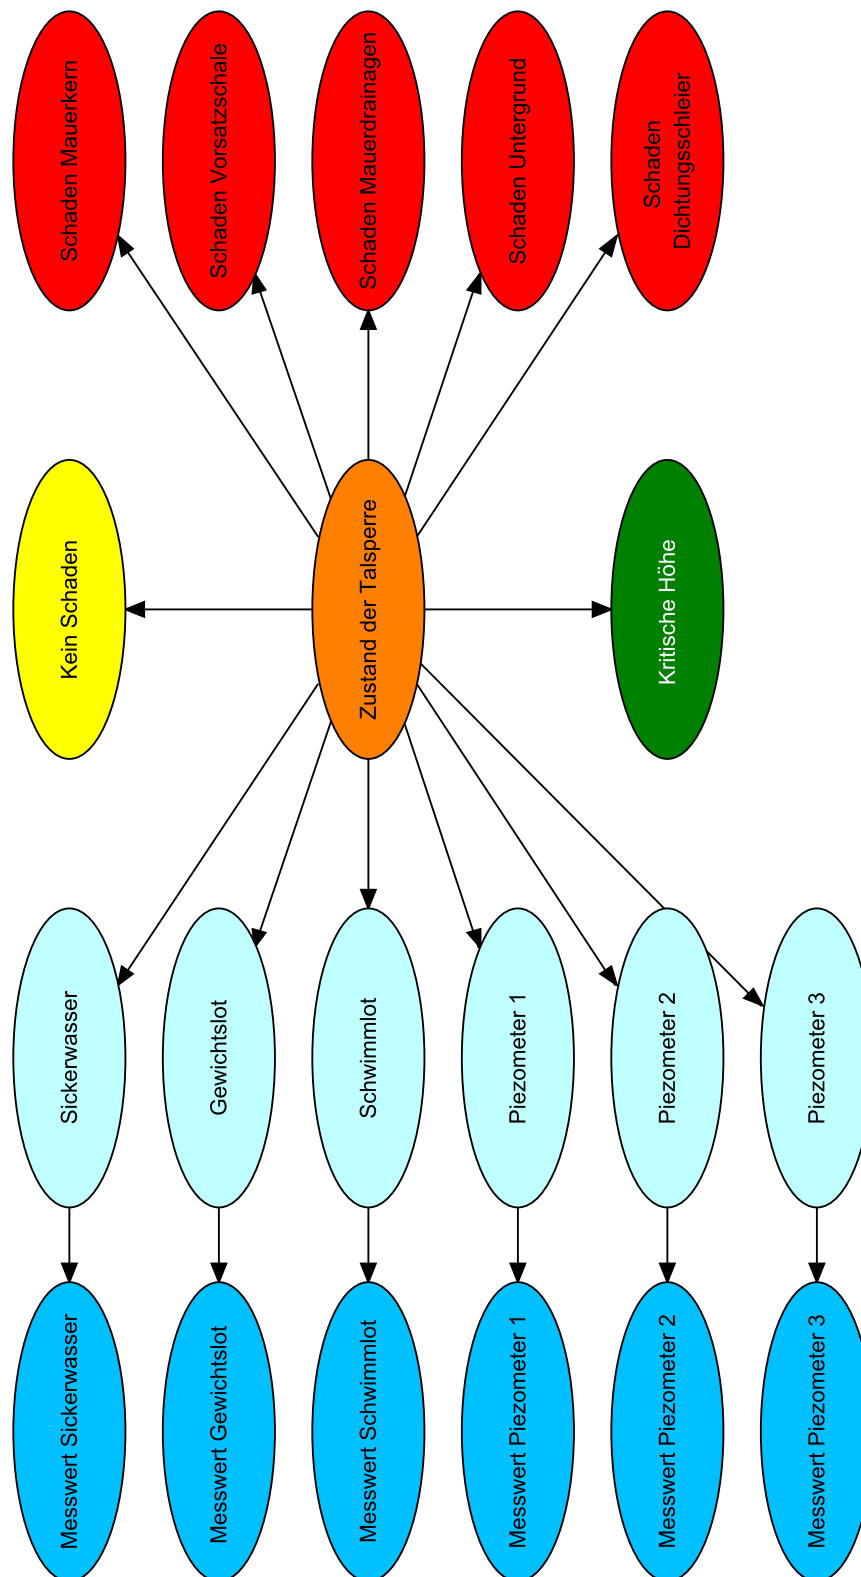 Schaden Mauerkern
Schaden Vorsatzschale
Schaden Mauerdrainagen
Schaden Untergrund
Schaden
Dichtungsschleier
Kein Schaden
Zustand der Talsperre
Kritische Höhe
Sickerwasser
Gewichtslot
Schwimmlot
Piezometer 1
Piezometer 2
Piezometer 3
Messwert Sickerwasser
Messwert Gewichtslot
Messwert Schwimmlot
Messwert Piezometer 1
Messwert Piezometer 2
Messwert Piezometer 3